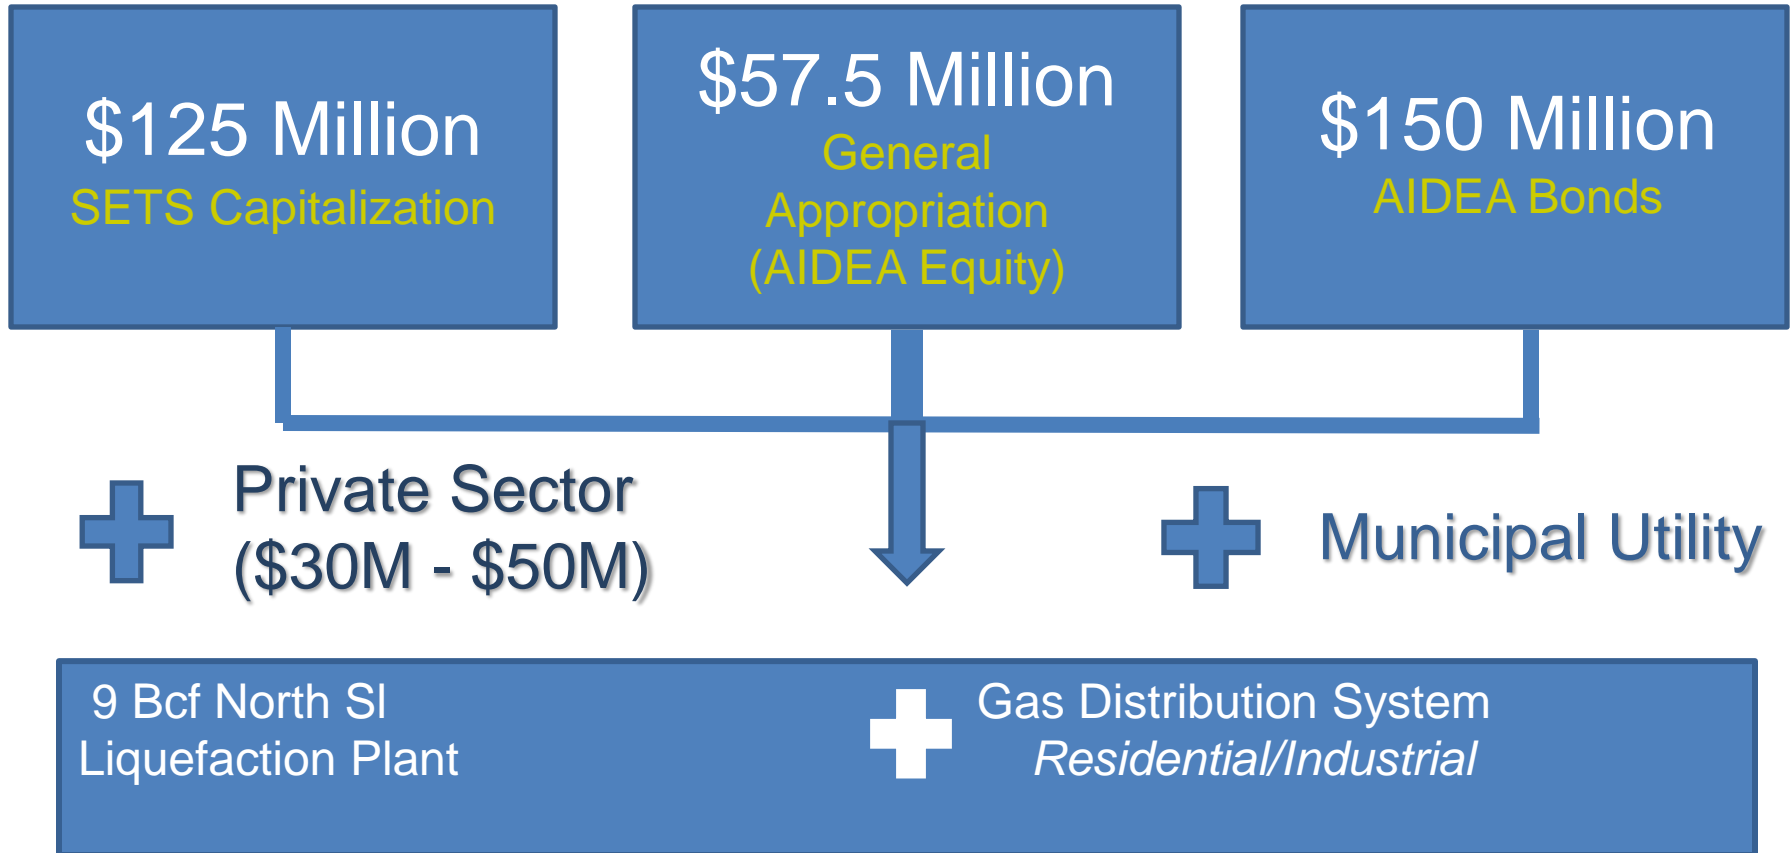 $125 Million
SETS Capitalization
$57.5 Million
General
Appropriation
(AIDEA Equity)
$150 Million
AIDEA Bonds
Private Sector
($30M - $50M)
Municipal Utility
9 Bcf North Sl
Liquefaction Plant
Gas Distribution System
Residential/Industrial